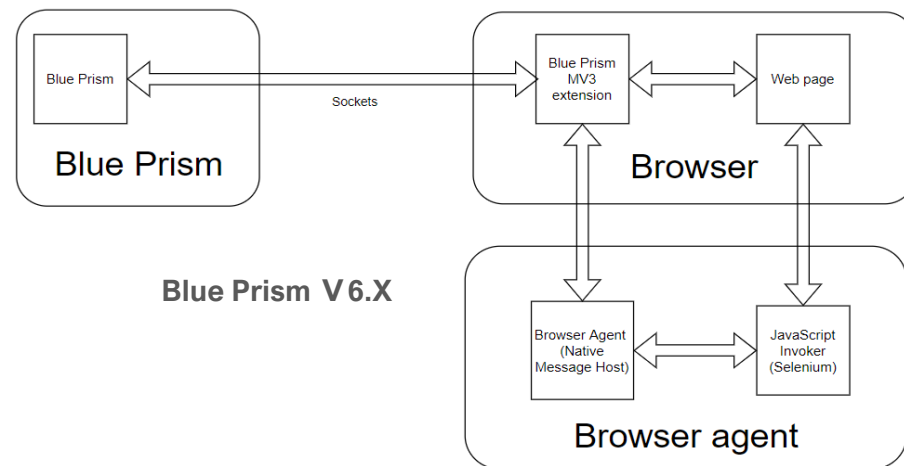 Blue Prism
Sockets
Blue Prism
Blue Prism
MV3
extension
Web page
Browser
Blue Prism V6.X
Browser Agent
(Native
Message Host)
JavaScript
Invoker
(Selenium)
Browser agent